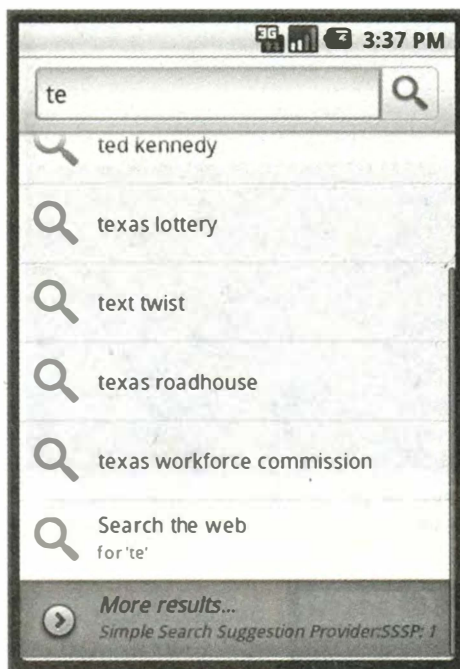 3G
3:37 PM
te
ted kennedy
texas lottery
text twist
texas roadhouse
texas workforce commission
Search the web
for 'te'
More results...
Simple Search Suggestion Provider:SSSP: 1